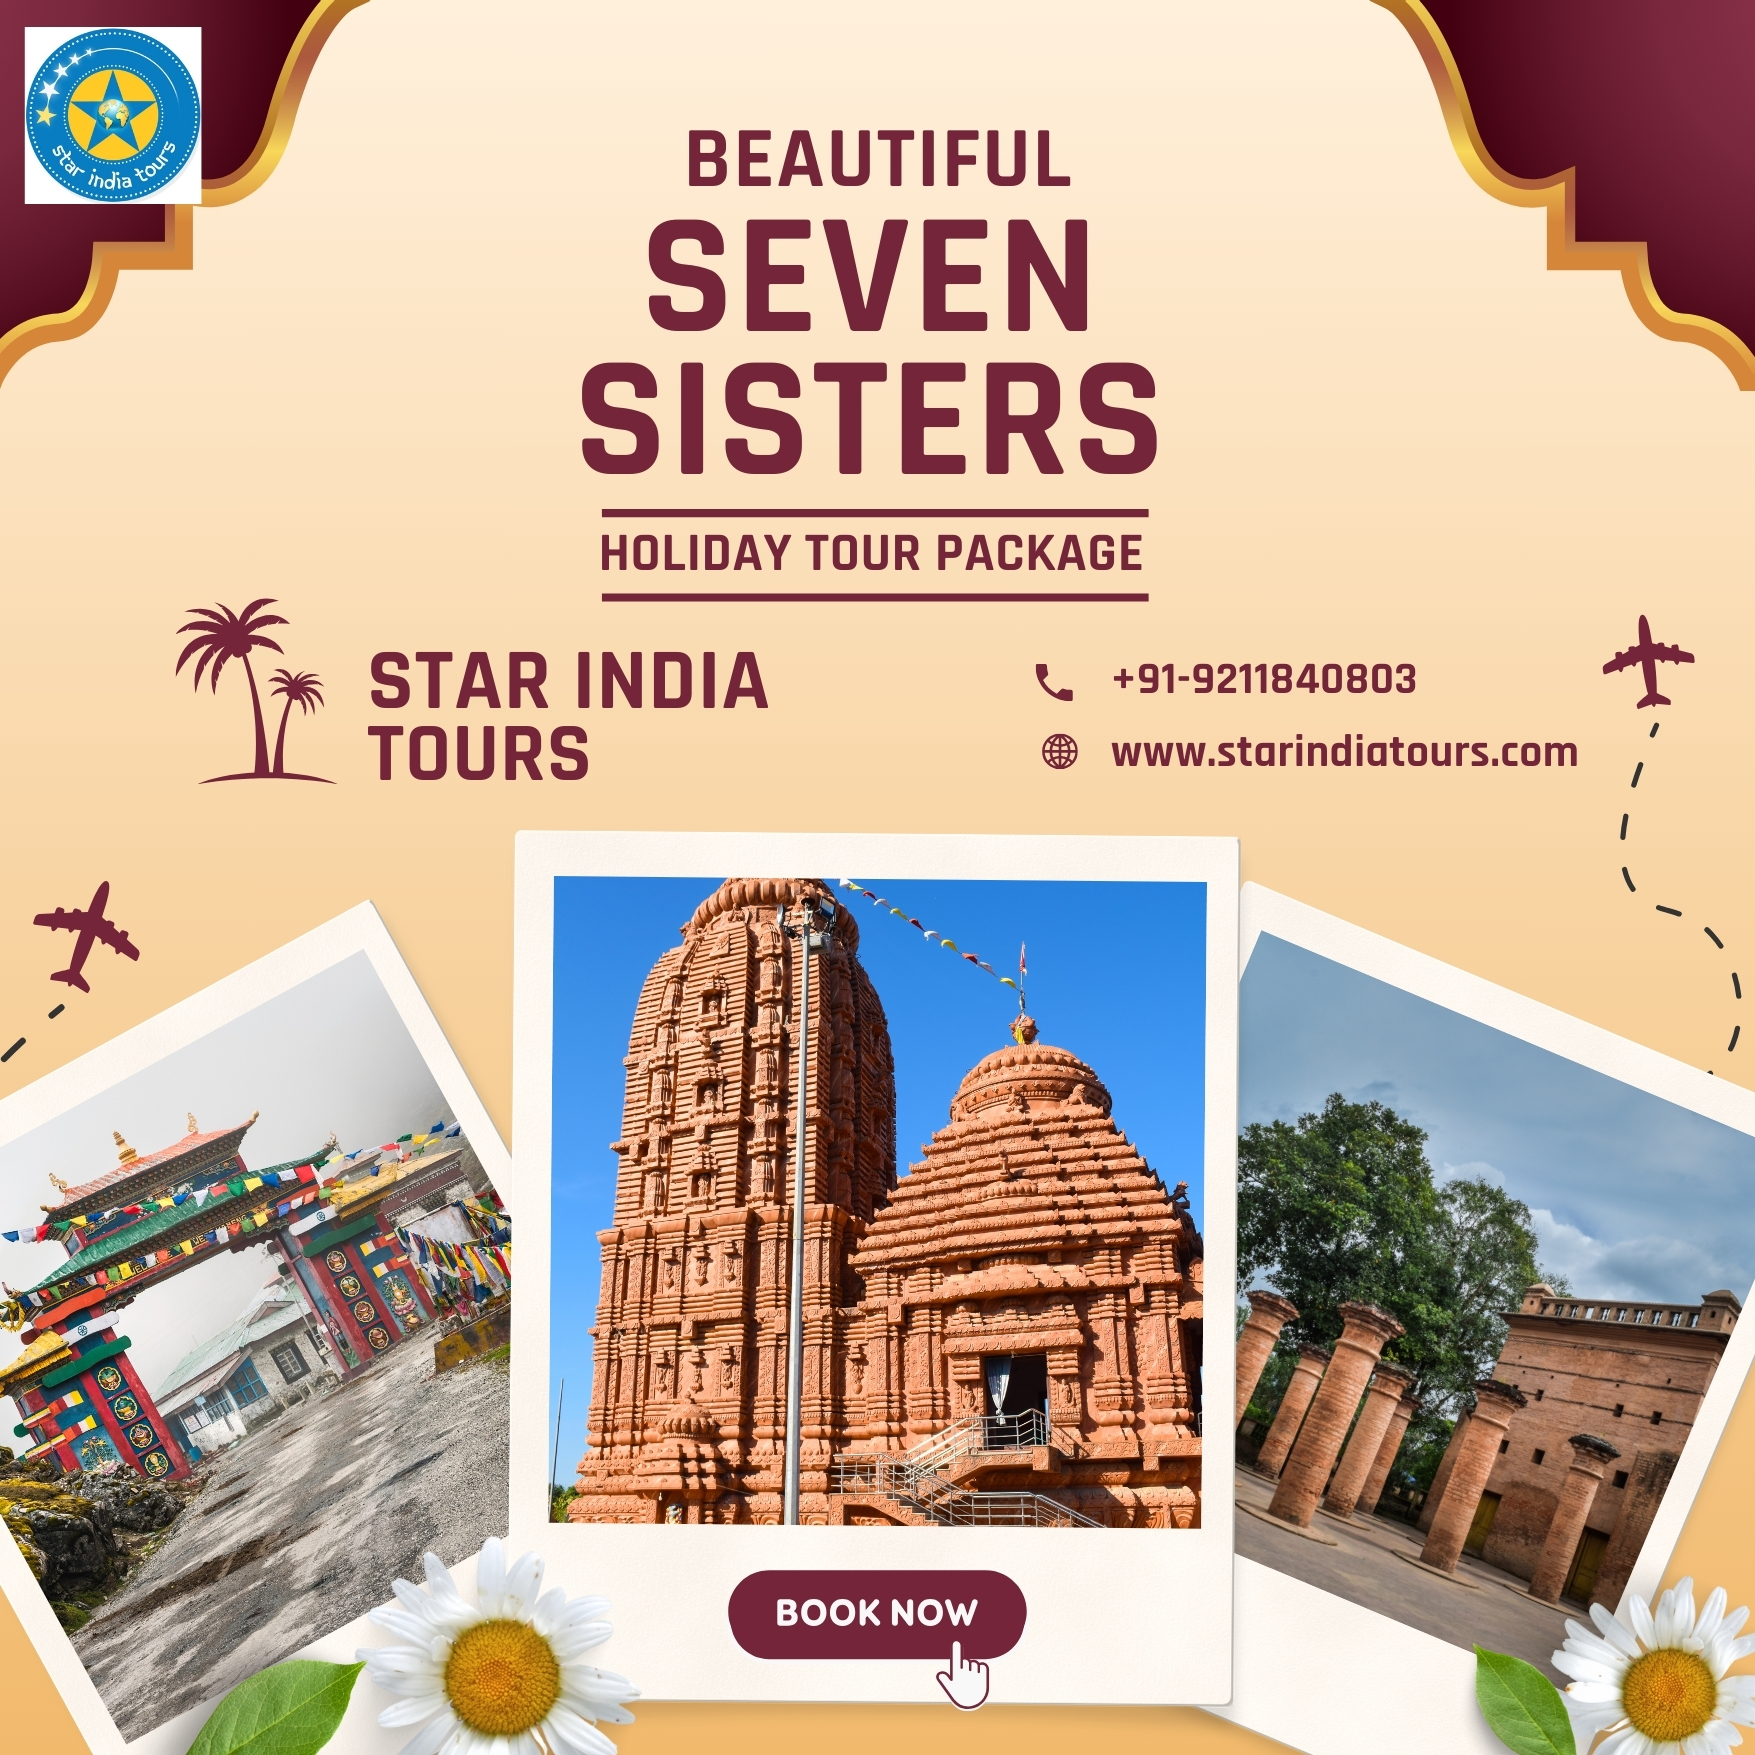 star india tours
BEAUTIFUL
SEVEN
SISTERS
HOLIDAY TOUR PACKAGE
STAR INDIA
TOURS
+91-9211840803
www.starindiatours.com
BOOK NOW